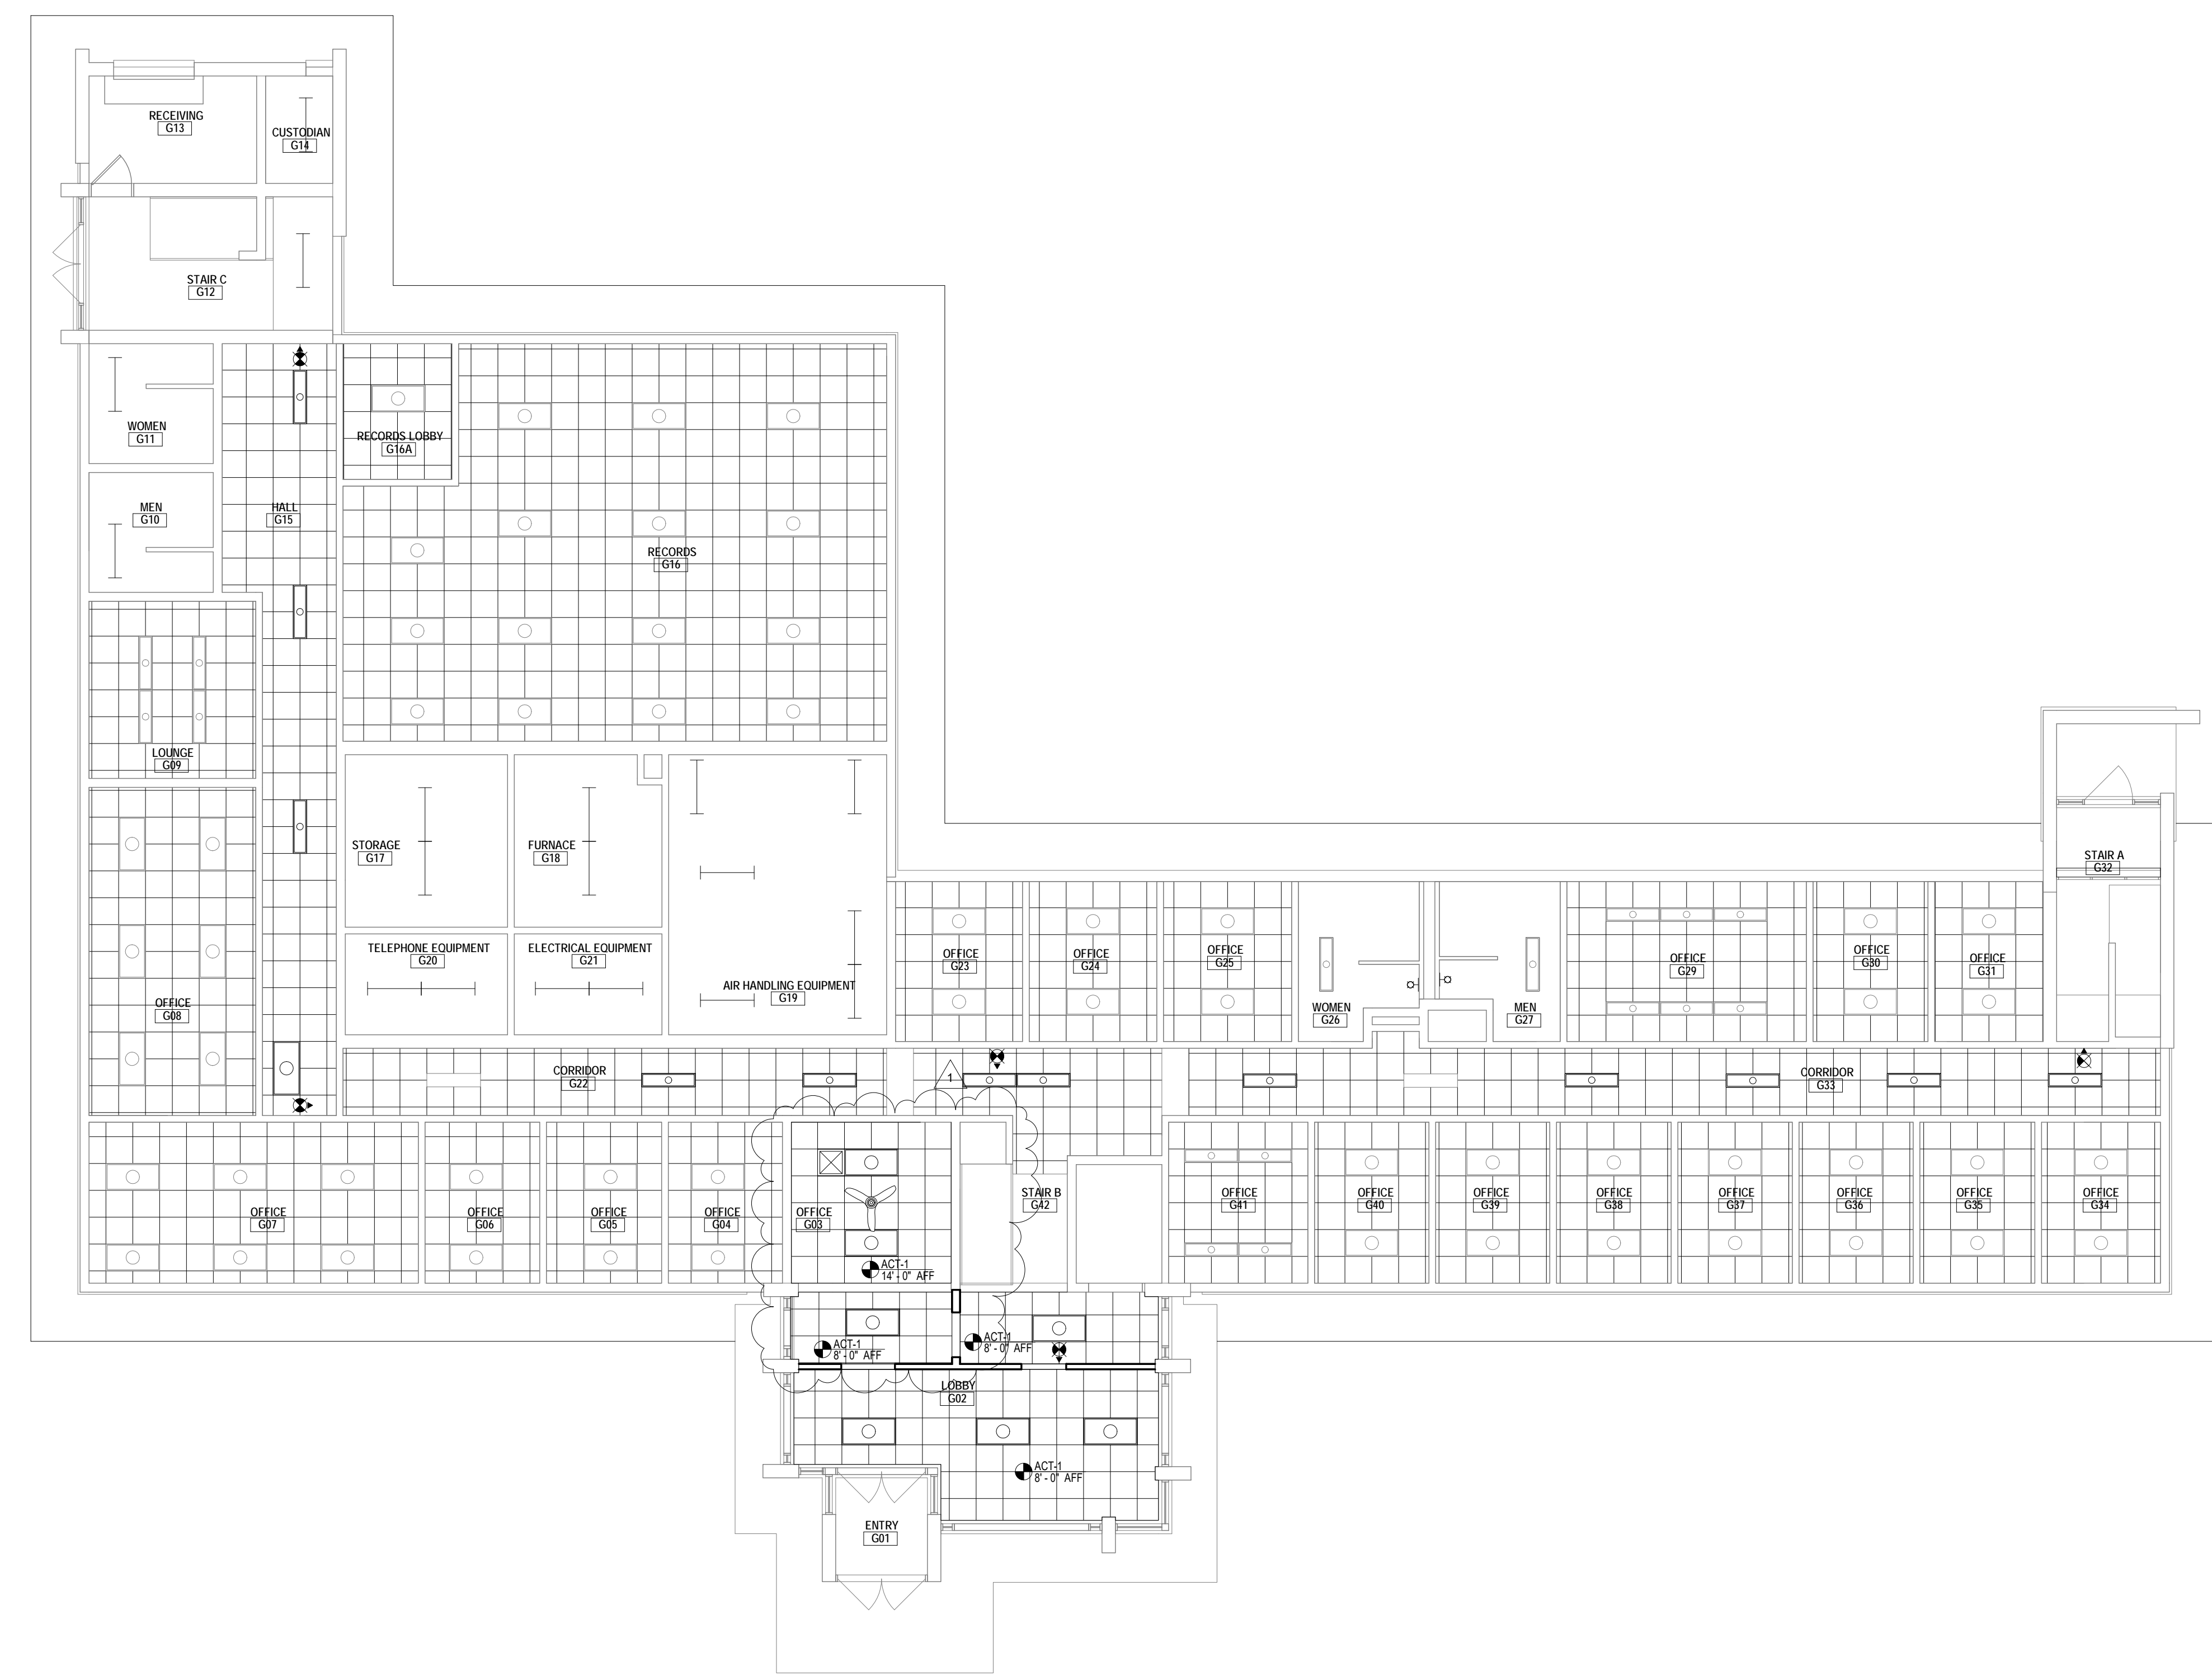 RECEIVING
G13
CUSTODIAN
G14
STAIR C
G12
WOMEN
G11
RECORDS LOBBY
G16A
MEN
G10
HALL
G15
RECORDS
G16
LOUNGE
G09
STORAGE
G17
FURNACE
G18
STAIR A
G32
TELEPHONE EQUIPMENT
G20
ELECTRICAL EQUIPMENT
G21
AIR HANDLING EQUIPMENT
G19
OFFICE
G23
OFFICE
G24
OFFICE
G25
OFFICE
G29
OFFICE
G30
OFFICE
G31
OFFICE
G08
WOMEN
G26
MEN
G27
CORRIDOR
G22
1
CORRIDOR
G33
OFFICE
G07
OFFICE
G06
OFFICE
G05
OFFICE
G04
OFFICE
G03
STAIR B
G42
OFFICE
G41
OFFICE
G40
OFFICE
G39
OFFICE
G38
OFFICE
G37
OFFICE
G36
OFFICE
G35
OFFICE
G34
ACT-1
14' - 0" AFF
ACT-1
8' - 0" AFF
ACT-1
8' - 0" AFF
LOBBY
G02
ACT-1
8' - 0" AFF
ENTRY
G01